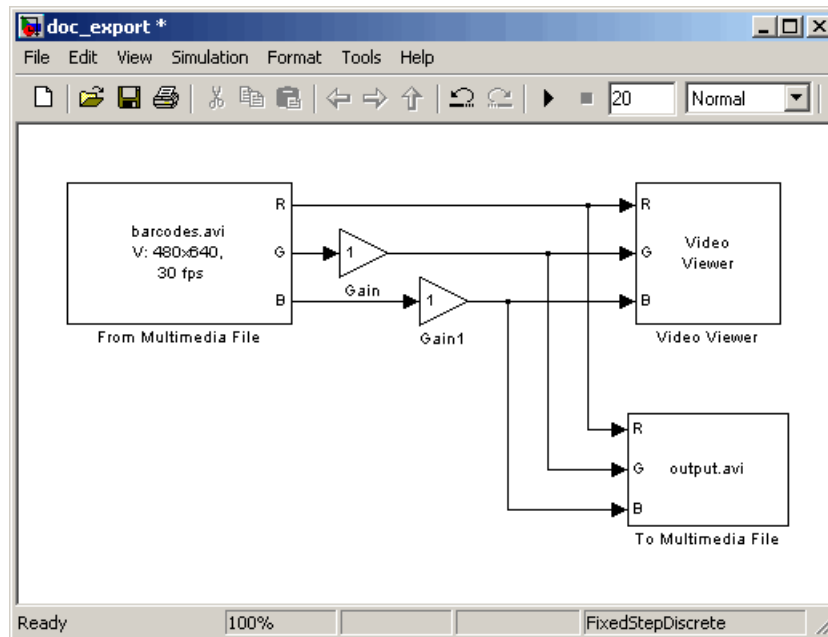 doc_export *
File Edit View Simulation Format Tools Help
20 Normal
R
barcodes.avi
V: 480x640,
30 fps
G
B
From Multimedia File
1
Gain
1
Gain1
R
G
B
Video
Viewer
Video Viewer
R
G
B
output.avi
To Multimedia File
Ready 100% FixedStepDiscrete